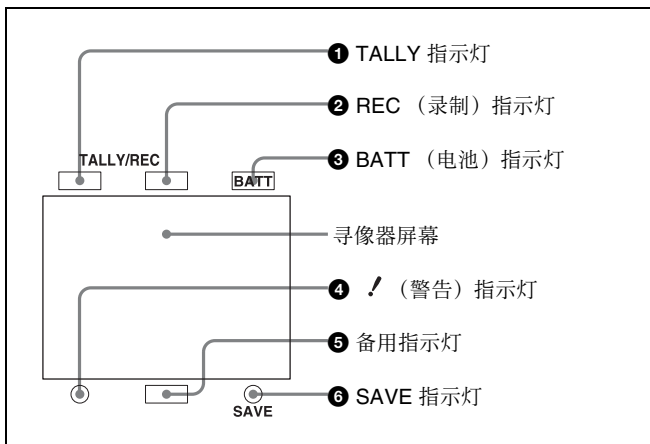 ❶ TALLY 指示灯
❷ REC （录制）指示灯
TALLY/REC
❸ BATT （电池）指示灯
BATT
寻像器屏幕
❹ ! （警告）指示灯
❺ 备用指示灯
❻ SAVE 指示灯
SAVE